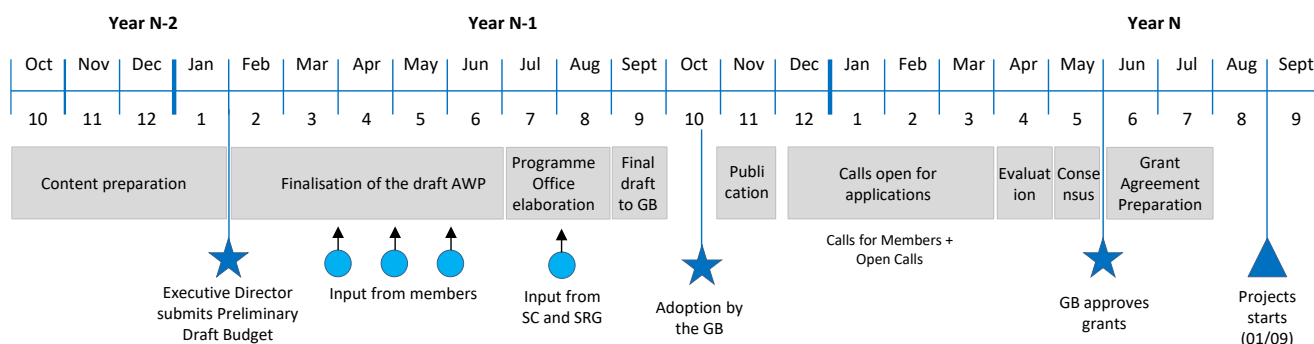 Year N-2
Year N-1
Year N
Oct Nov Dec Jan Feb Mar Apr May Jun Jul Aug Sept Oct Nov Dec Jan Feb Mar Apr May Jun Jul Aug Sept
10 11 12 1 2 3 4 5 6 7 8 9 10 11 12 1 2 3 4 5 6 7 8 9
Content preparation
Finalisation of the draft AWP
Programme
Office
elaboration
Final
draft
to GB
Publi
cation
Calls open for
applications
Evaluat
ion
Conse
nsus
Grant
Agreement
Preparation
Calls for Members +
Open Calls
Executive Director
submits Preliminary
Draft Budget
Input from members
Input from
SC and SRG
Adoption by
the GB
GB approves
grants
Projects
starts
(01/09)